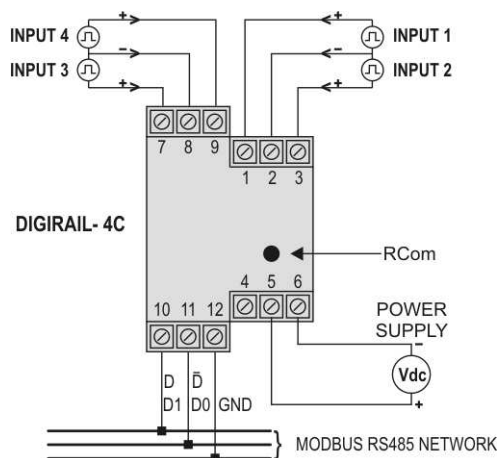 INPUT 4
INPUT 3
+
−
+
+
−
+
INPUT 1
INPUT 2
7 8 9
1 2 3
DIGIRAIL- 4C
RCom
4 5 6
10 11 12
POWER
SUPPLY
−
Vdc
+
D D̄
D1 D0 GND
MODBUS RS485 NETWORK